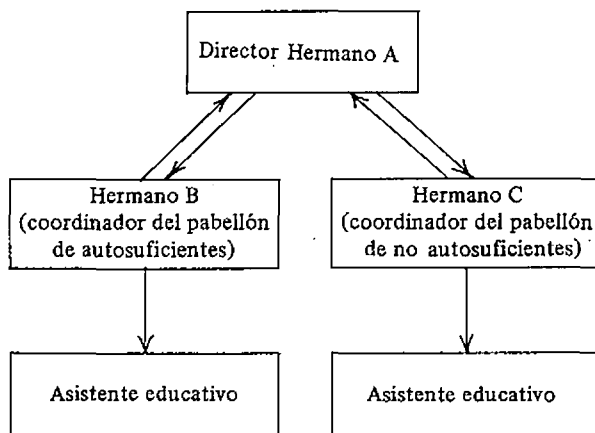 Director Hermano A
Hermano B
(coordinador del pabellón
de autosuficientes)
Hermano C
(coordinador del pabellón
de no autosuficientes)
Asistente educativo
Asistente educativo